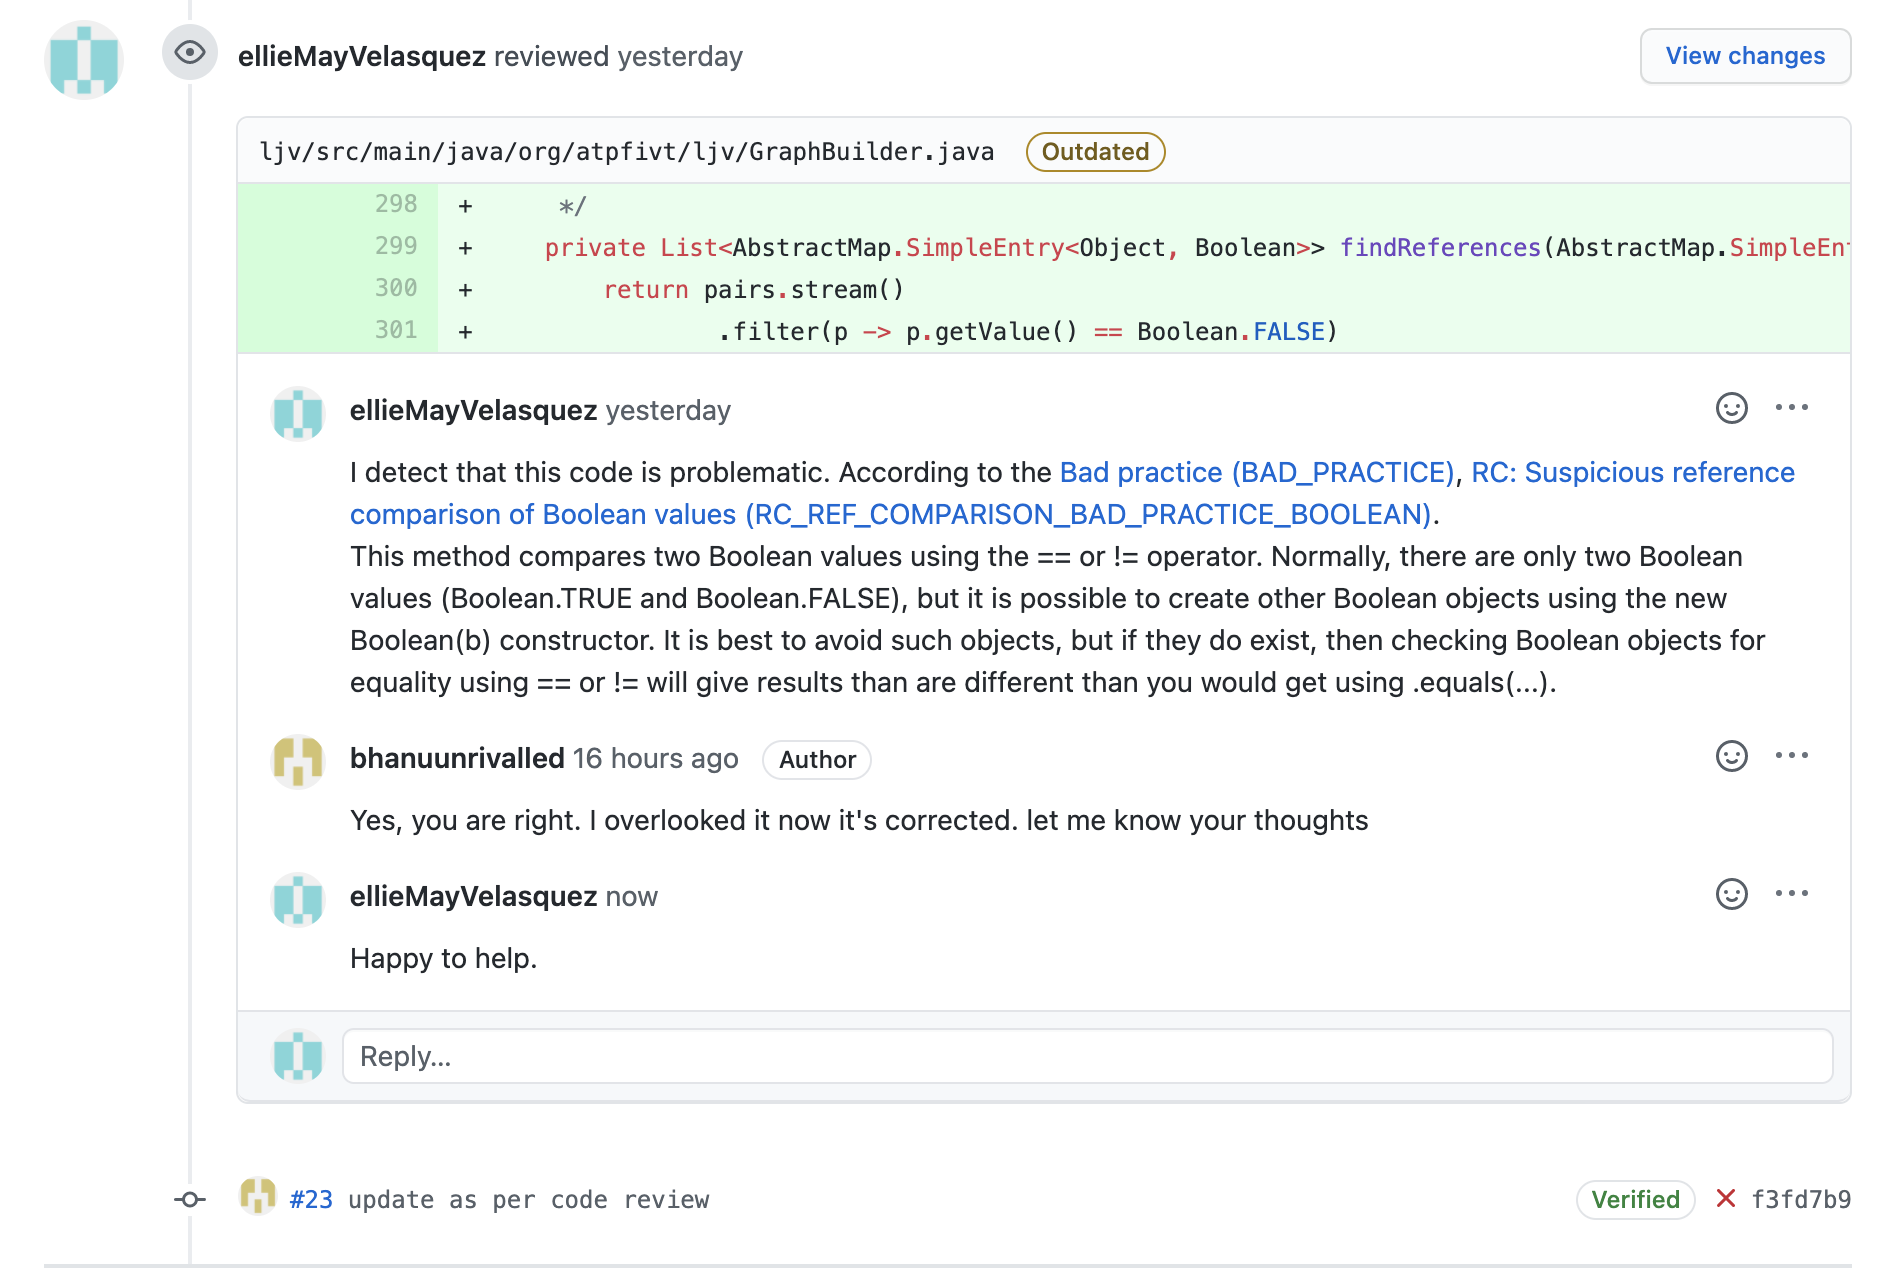 ellieMayVelasquez reviewed yesterday
View changes
ljv/src/main/java/org/atpfivt/ljv/GraphBuilder.java Outdated
298 + */
299 + private List<AbstractMap.SimpleEntry<Object, Boolean>> findReferences(AbstractMap.SimpleEnt
300 + return pairs.stream()
301 + .filter(p -> p.getValue() == Boolean.FALSE)
ellieMayVelasquez yesterday
I detect that this code is problematic. According to the Bad practice (BAD_PRACTICE), RC: Suspicious reference
comparison of Boolean values (RC_REF_COMPARISON_BAD_PRACTICE_BOOLEAN).
This method compares two Boolean values using the == or != operator. Normally, there are only two Boolean
values (Boolean.TRUE and Boolean.FALSE), but it is possible to create other Boolean objects using the new
Boolean(b) constructor. It is best to avoid such objects, but if they do exist, then checking Boolean objects for
equality using == or != will give results than are different than you would get using .equals(...).
bhanuunrivalled 16 hours ago Author
Yes, you are right. I overlooked it now it's corrected. let me know your thoughts
ellieMayVelasquez now
Happy to help.
Reply...
#23 update as per code review
Verified f3fd7b9